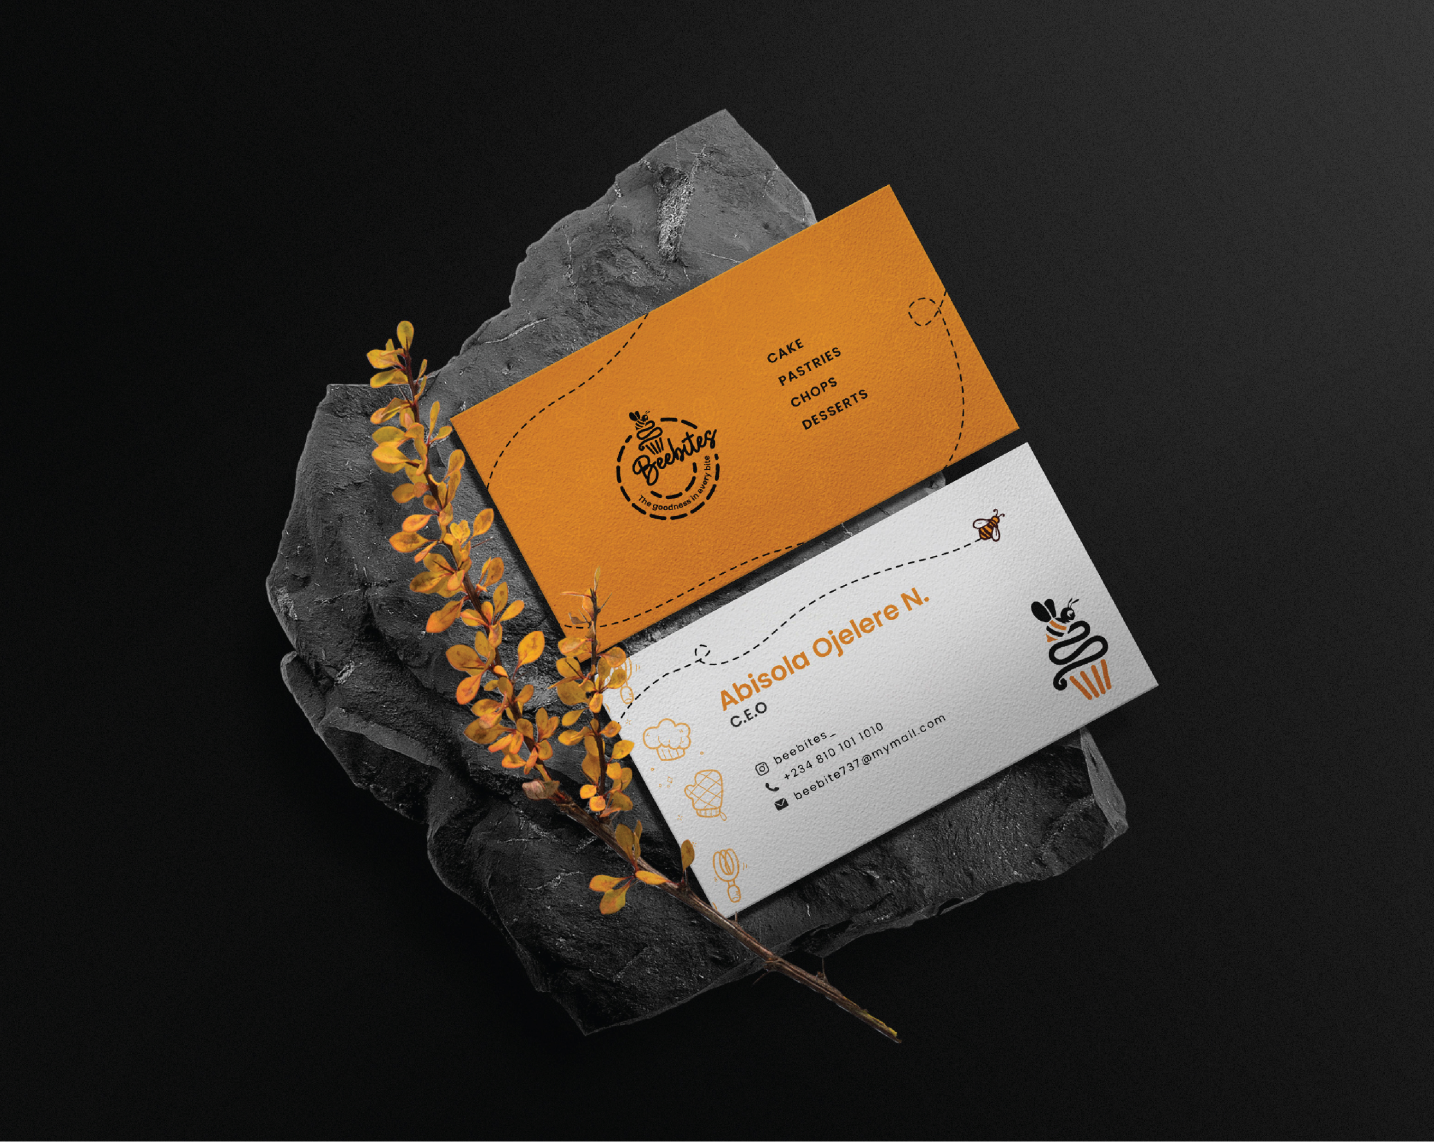 CAKE
PASTRIES
CHOPS
DESSERTS
Beebites
The goodness in every bite
Abisola Ojelere N.
C.E.O
beebites_
+234 810 101 1010
beebite737@mymail.com